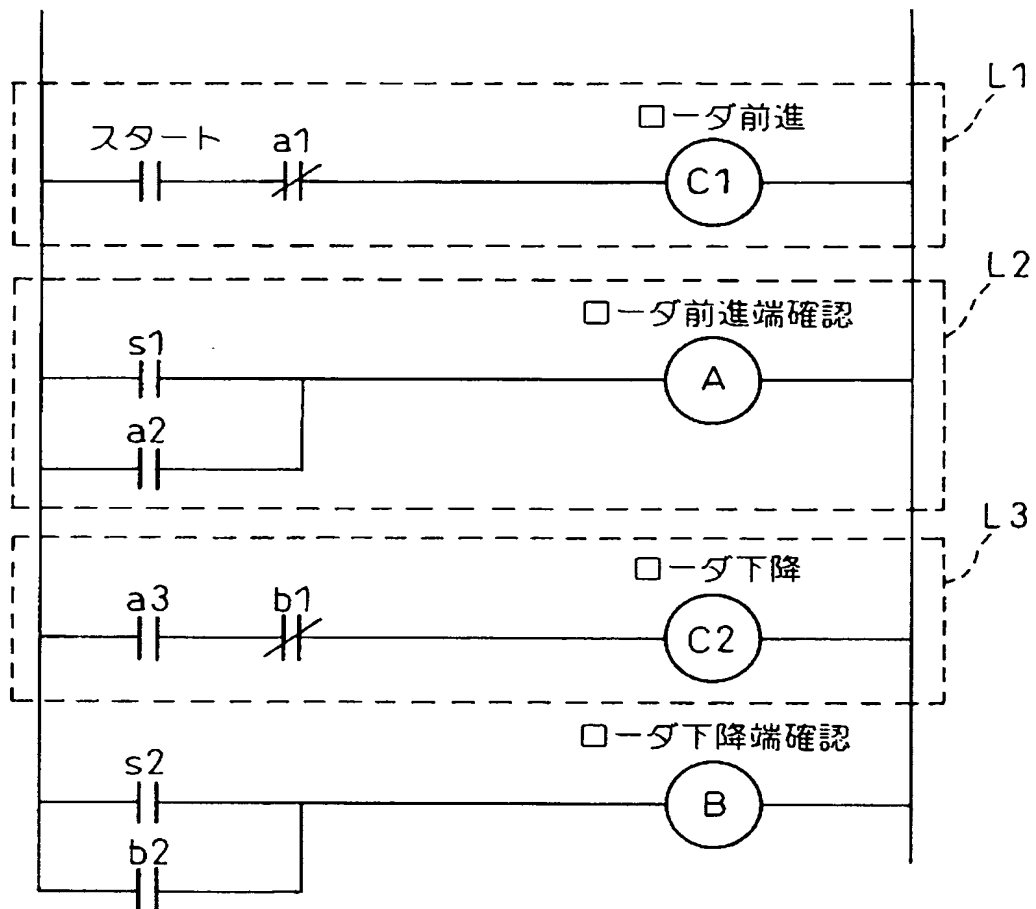 L1
ローダ前進
スタート
a1
C1
L2
ローダ前進端確認
s1
A
a2
L3
ローダ下降
a3
b1
C2
ローダ下降端確認
s2
B
b2